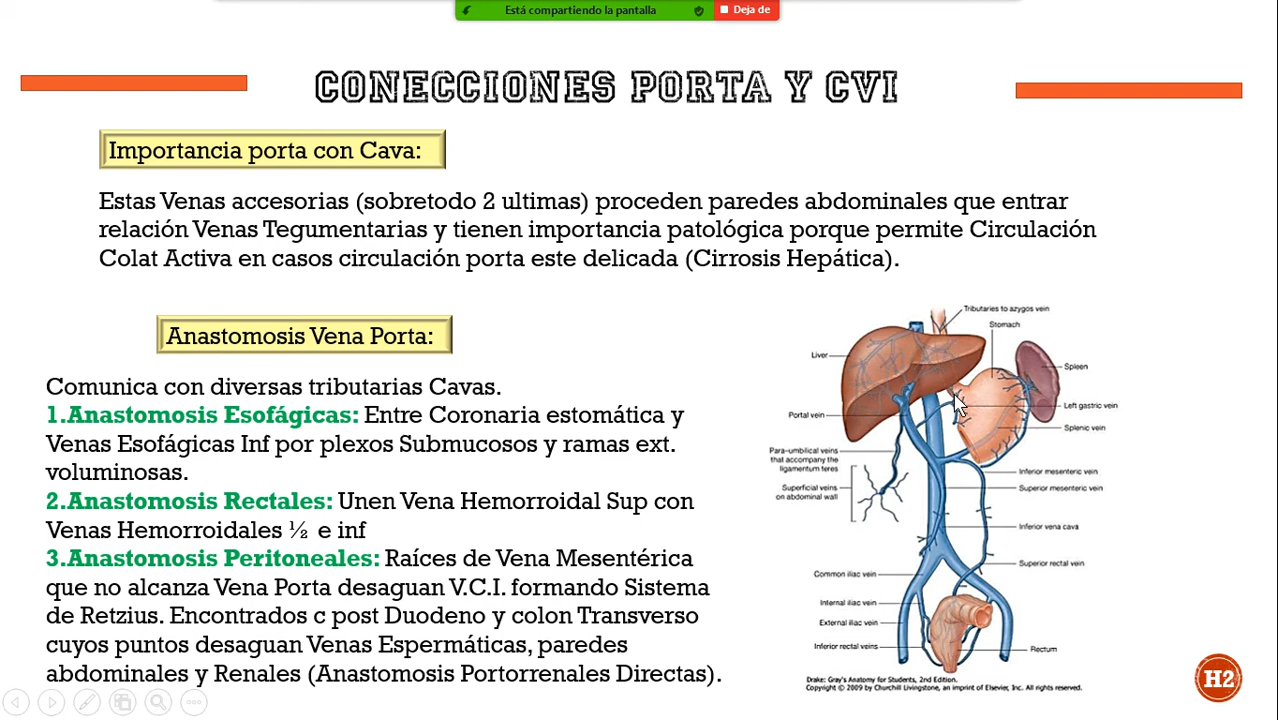 Está compartiendo la pantalla
Deja de
CONECCIONES PORTA Y CVI
Importancia porta con Cava:
Estas Venas accesorias (sobretodo 2 ultimas) proceden paredes abdominales que entrar
relación Venas Tegumentarias y tienen importancia patológica porque permite Circulación
Colat Activa en casos circulación porta este delicada (Cirrosis Hepática).
Anastomosis Vena Porta:
Comunica con diversas tributarias Cavas.
1.Anastomosis Esofágicas: Entre Coronaria estomática y
Venas Esofágicas Inf por plexos Submucosos y ramas ext.
voluminosas.
2.Anastomosis Rectales: Unen Vena Hemorroidal Sup con
Venas Hemorroidales ½ e inf
3.Anastomosis Peritoneales: Raíces de Vena Mesentérica
que no alcanza Vena Porta desaguan V.C.I. formando Sistema
de Retzius. Encontrados c post Duodeno y colon Transverso
cuyos puntos desaguan Venas Espermáticas, paredes
abdominales y Renales (Anastomosis Portorrenales Directas).
Tributaries to azygos vein
Stomach
Liver
Spleen
Left gastric vein
Portal vein
Splenic vein
Para-umbilical veins
that accompany the
ligamentum teres
Inferior mesenteric vein
Superficial veins
on abdominal wall
Superior mesenteric vein
Inferior vena cava
Superior rectal vein
Common iliac vein
Internal iliac vein
External iliac vein
Inferior rectal veins
Rectum
Drake: Gray's Anatomy for Students, 2nd Edition.
Copyright © 2009 by Churchill Livingstone, an imprint of Elsevier, Inc. All rights reserved.
H2